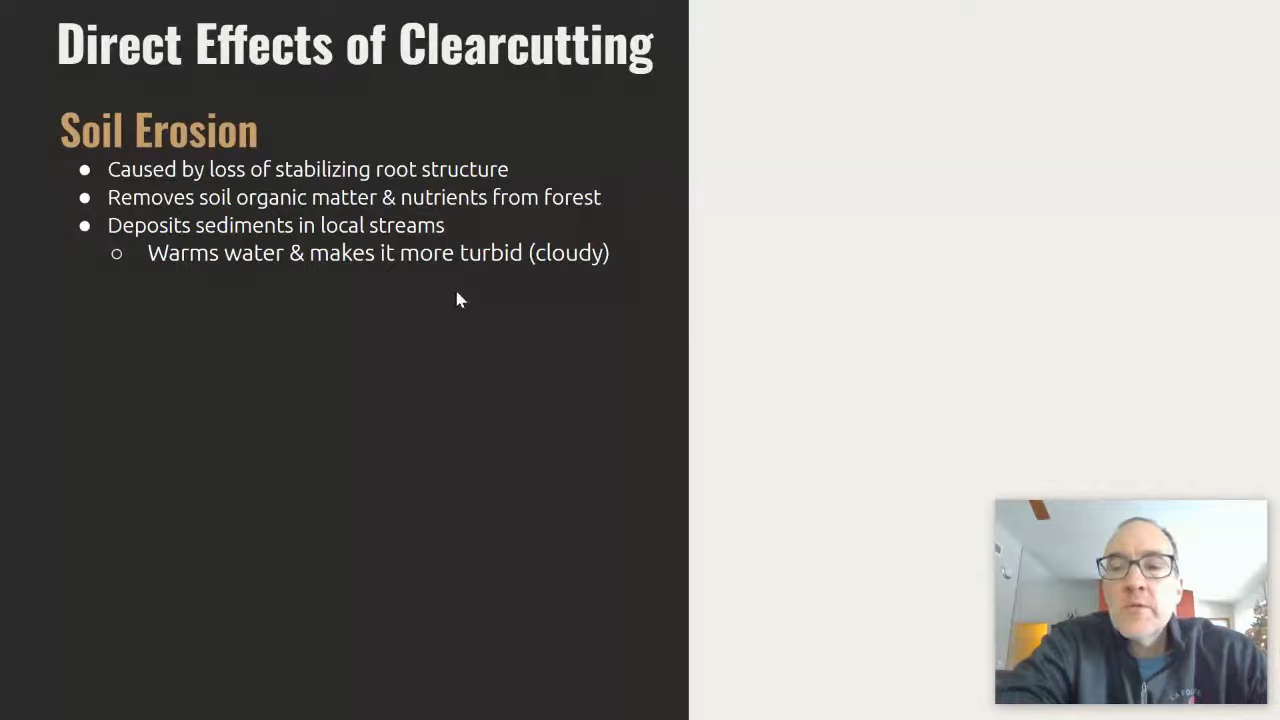 Direct Effects of Clearcutting
Soil Erosion
● Caused by loss of stabilizing root structure
● Removes soil organic matter & nutrients from forest
● Deposits sediments in local streams
○ Warms water & makes it more turbid (cloudy)